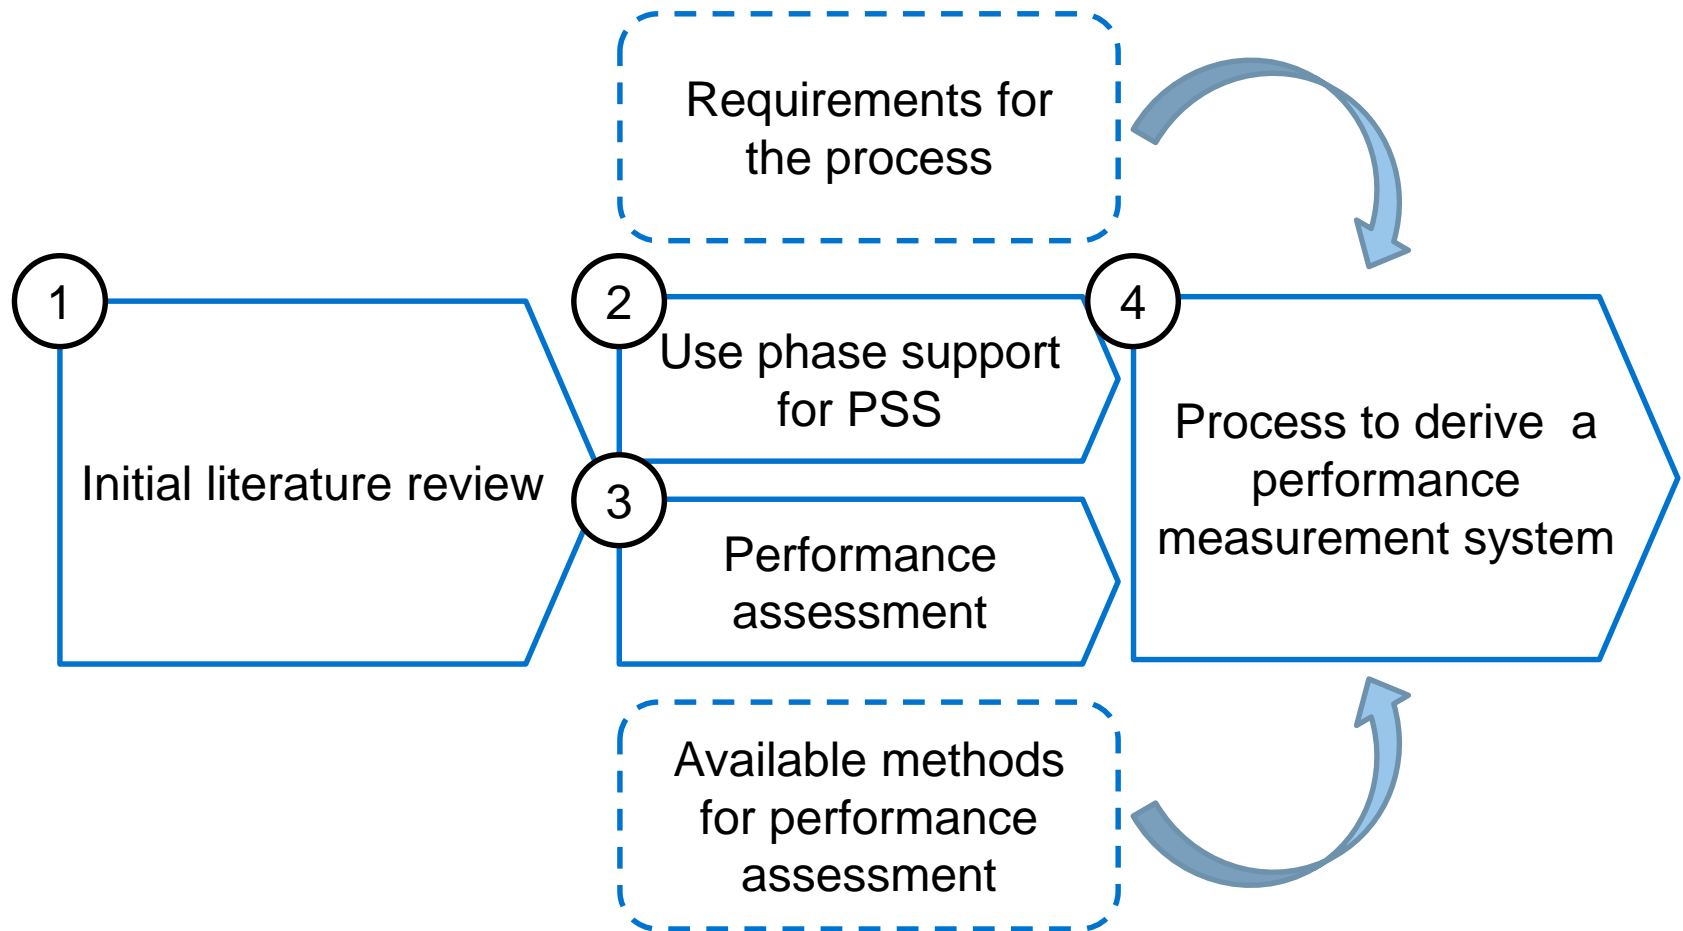 Requirements for
the process
1
Initial literature review
2
Use phase support
for PSS
3
Performance
assessment
4
Process to derive  a
performance
measurement system
Available methods
for performance
assessment